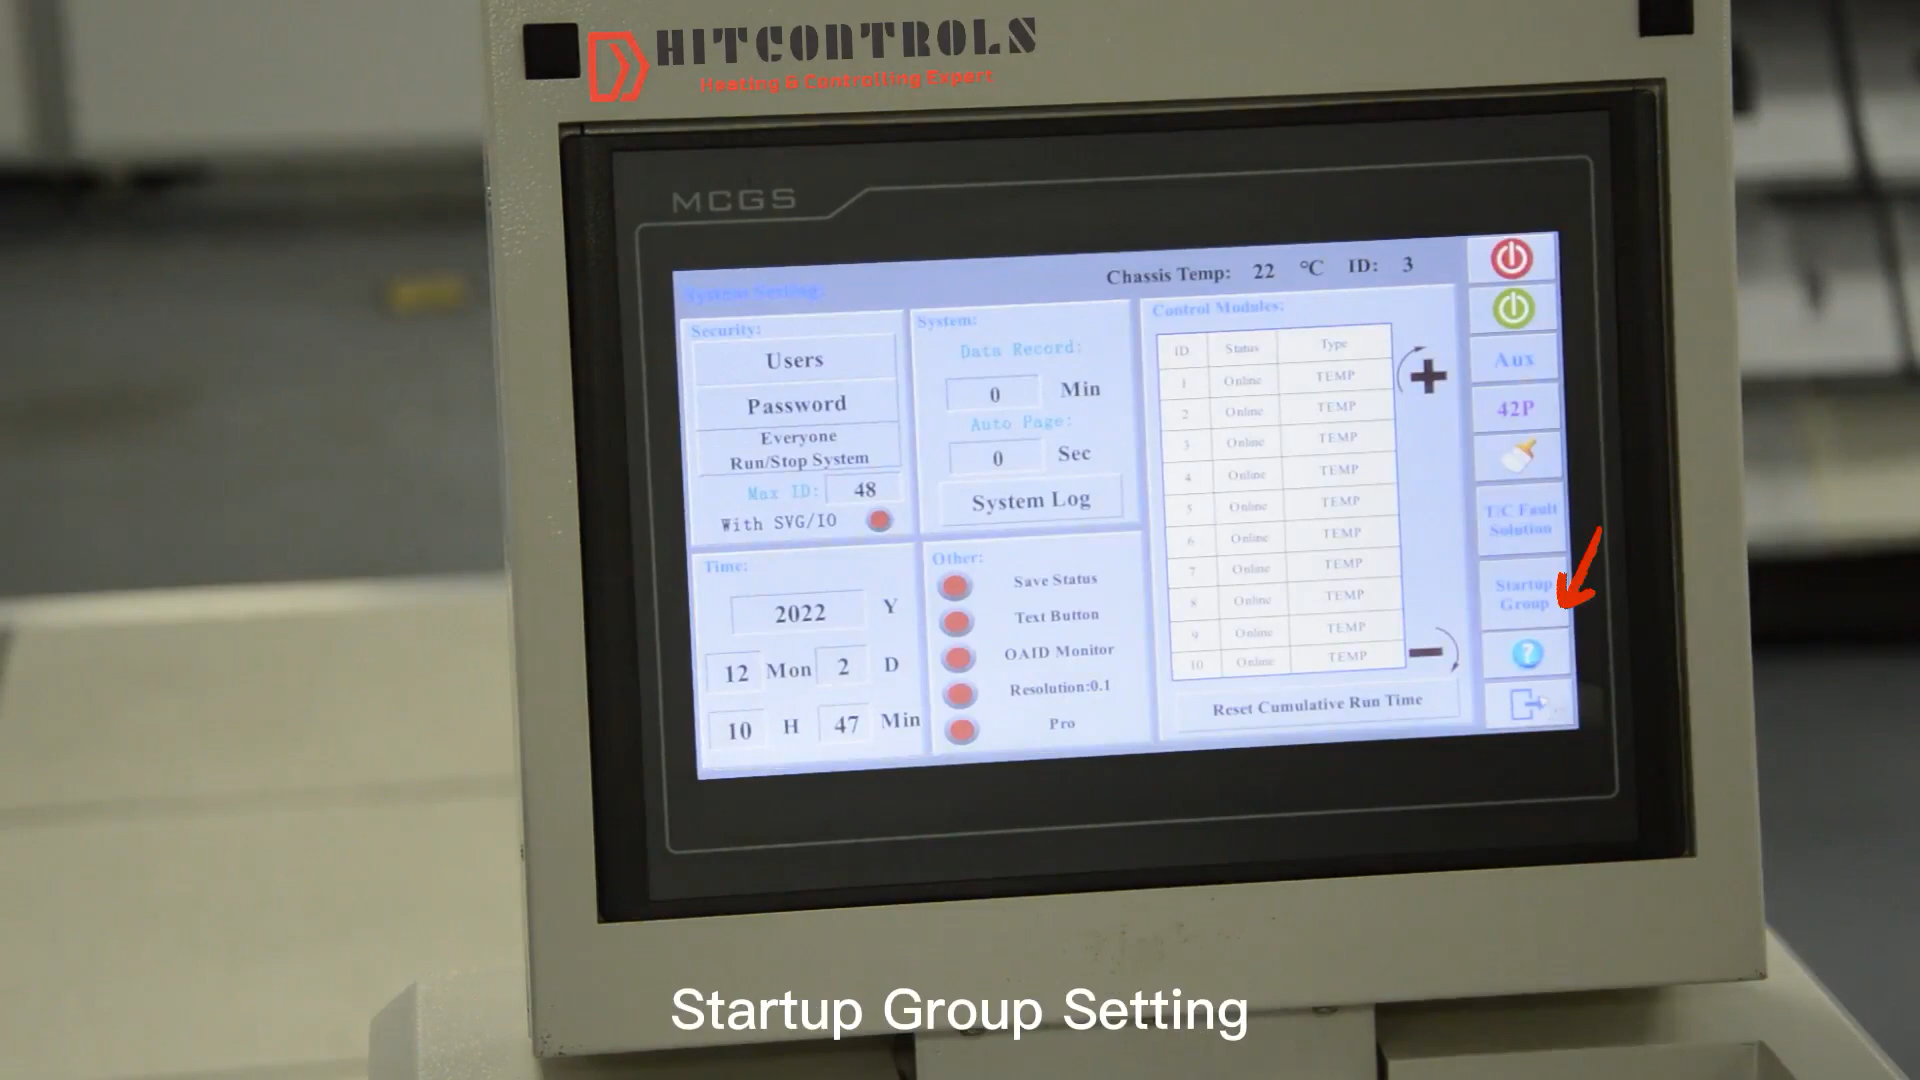 HITCONTROLS
Heating & Controlling Expert
MCGS
System Setting:
Chassis Temp: 22 °C ID: 3
Security:
Users
Password
Everyone
Run/Stop System
Max ID: 48
With SVG/IO
System:
Data Record:
0 Min
Auto Page:
0 Sec
System Log
Time:
2022 Y
12 Mon 2 D
10 H 47 Min
Other:
Save Status
Text Button
OAID Monitor
Resolution:0.1
Pro
Control Modules:
ID Status Type
1 Online TEMP
2 Online TEMP
3 Online TEMP
4 Online TEMP
5 Online TEMP
6 Online TEMP
7 Online TEMP
8 Online TEMP
9 Online TEMP
10 Online TEMP
Reset Cumulative Run Time
Aux
42P
T/C Fault
Solution
Startup
Group
?
Startup Group Setting